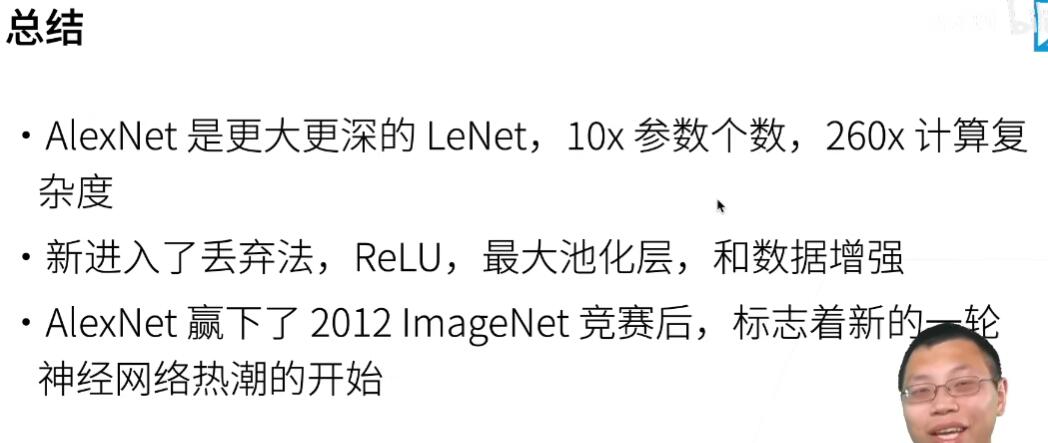 总结
• AlexNet 是更大更深的 LeNet，10x 参数个数，260x 计算复
杂度
• 新进入了丢弃法，ReLU，最大池化层，和数据增强
• AlexNet 赢下了 2012 ImageNet 竞赛后，标志着新的一轮
神经网络热潮的开始